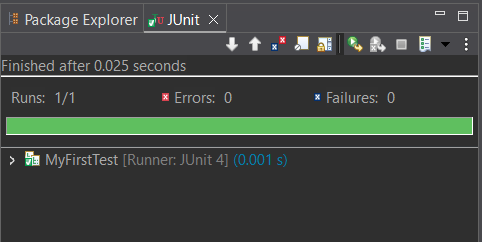 Package Explorer JUnit
Finished after 0.025 seconds
Runs: 1/1 Errors: 0 Failures: 0
MyFirstTest [Runner: JUnit 4] (0.001 s)